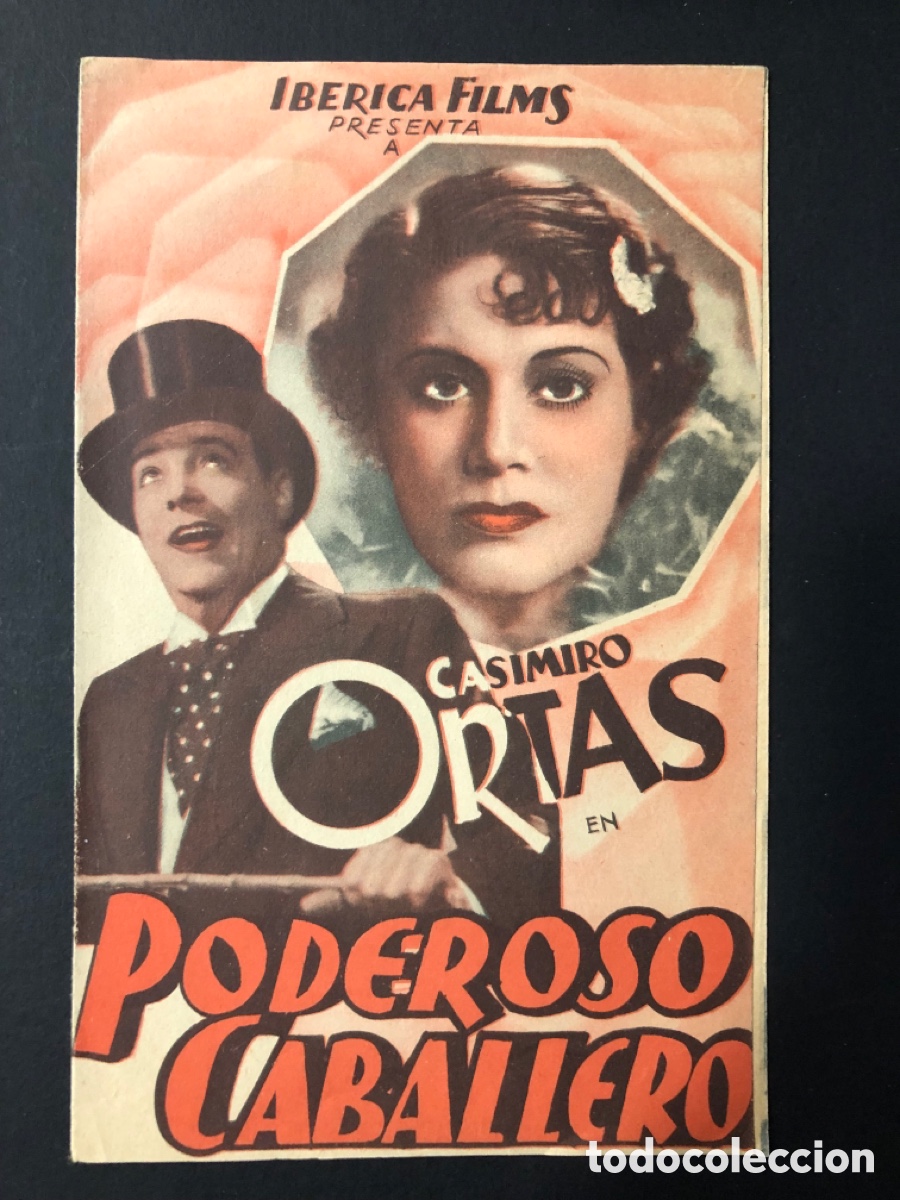 IBERICA FILMS
PRESENTA
A
CASIMIRO
ORTAS
EN
PODEROSO
CABALLERO
todocoleccion